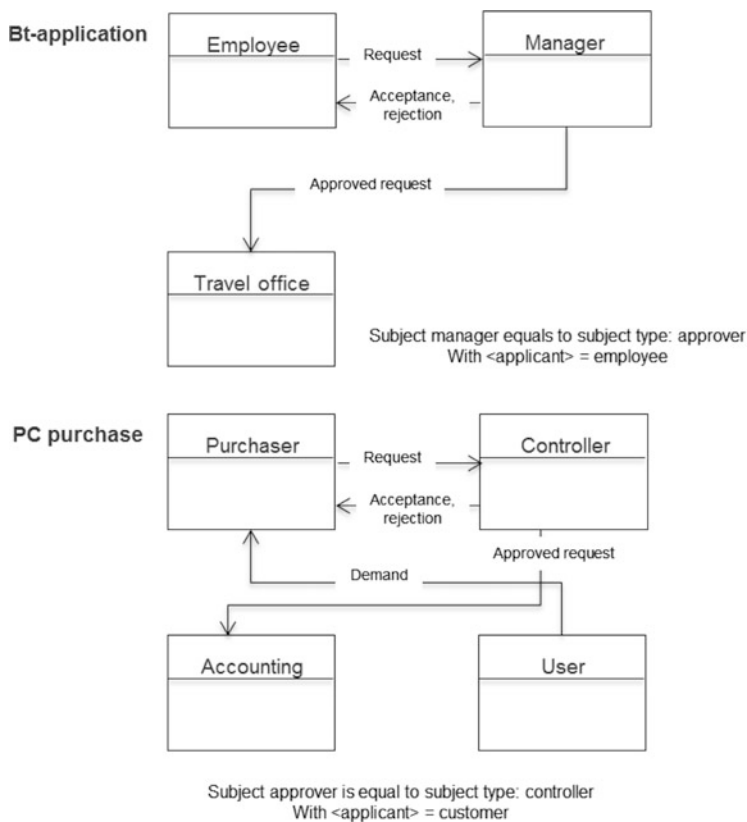 Bt-application
Employee
Request
Manager
Acceptance,
rejection
Approved request
Travel office
Subject manager equals to subject type: approver
With <applicant> = employee
PC purchase
Purchaser
Request
Controller
Acceptance,
rejection
Approved request
Demand
Accounting
User
Subject approver is equal to subject type: controller
With <applicant> = customer